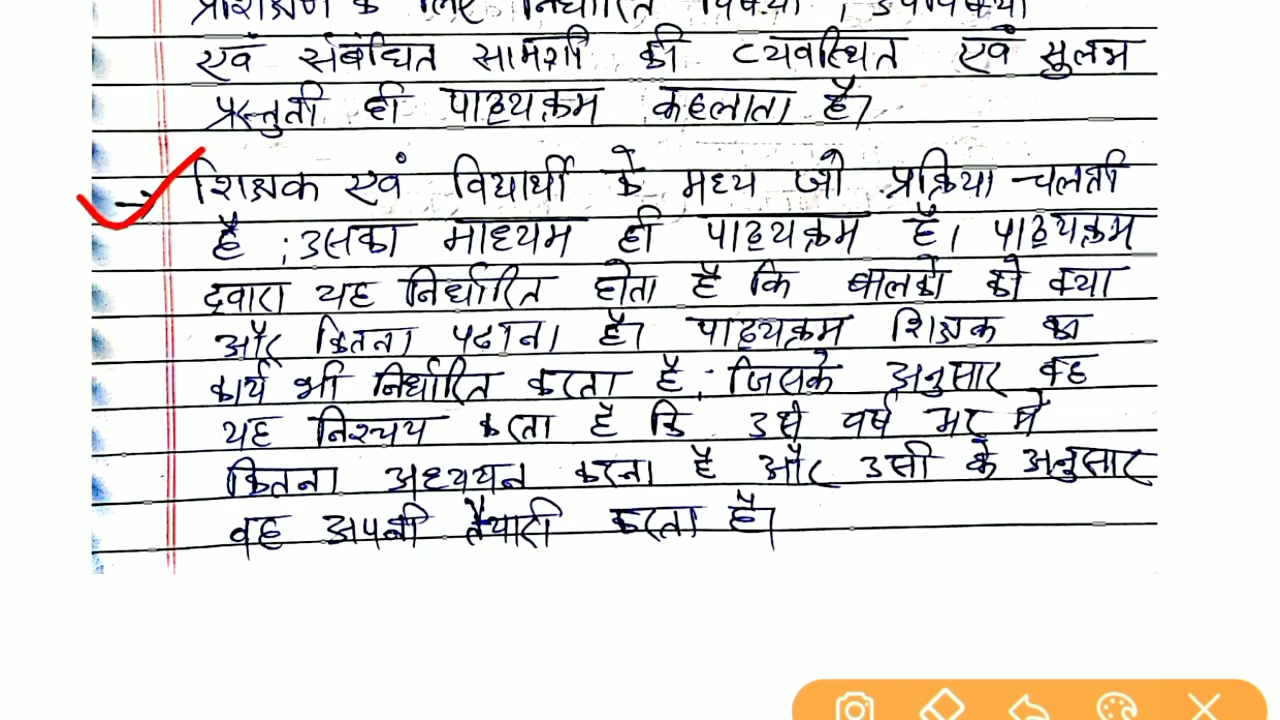 प्रशिक्षण के लिए निर्धारित विषयों, उपविषयों
एवं संबंधित सामग्री की व्यवस्थित एवं सुलभ
प्रस्तुती ही पाठ्यक्रम कहलाता है।
→ शिक्षक एवं विद्यार्थी के मध्य जो प्रक्रिया चलती
है ; उसका माध्यम ही पाठ्यक्रम है। पाठ्यक्रम
द्वारा यह निर्धारित होता है कि बालको को क्या
और कितना पढाना है। पाठ्यक्रम शिक्षक का
कार्य भी निर्धारित करता है ; जिसके अनुसार वह
यह निश्चय करता है कि उसे वर्ष भर में
कितना अध्ययन करना है और उसी के अनुसार
वह अपनी तैयारी करता है।